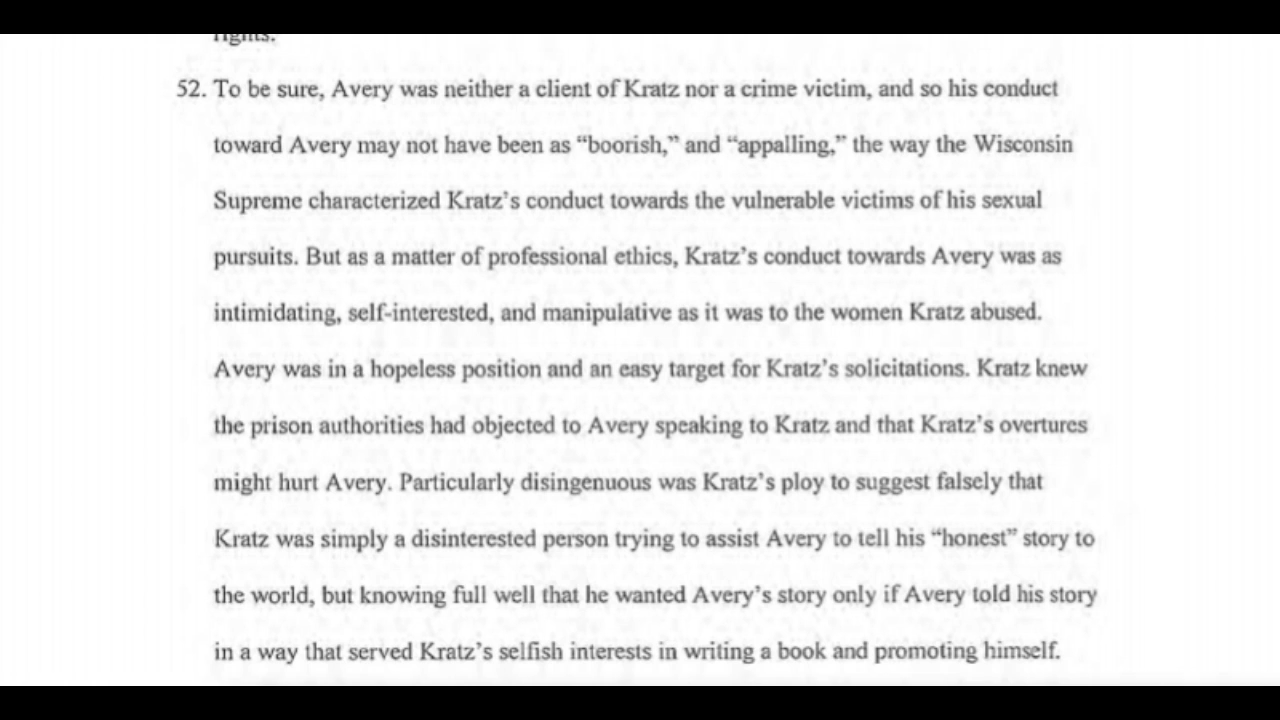 rights.
52. To be sure, Avery was neither a client of Kratz nor a crime victim, and so his conduct
toward Avery may not have been as “boorish,” and “appalling,” the way the Wisconsin
Supreme characterized Kratz’s conduct towards the vulnerable victims of his sexual
pursuits. But as a matter of professional ethics, Kratz’s conduct towards Avery was as
intimidating, self-interested, and manipulative as it was to the women Kratz abused.
Avery was in a hopeless position and an easy target for Kratz’s solicitations. Kratz knew
the prison authorities had objected to Avery speaking to Kratz and that Kratz’s overtures
might hurt Avery. Particularly disingenuous was Kratz’s ploy to suggest falsely that
Kratz was simply a disinterested person trying to assist Avery to tell his “honest” story to
the world, but knowing full well that he wanted Avery’s story only if Avery told his story
in a way that served Kratz’s selfish interests in writing a book and promoting himself.